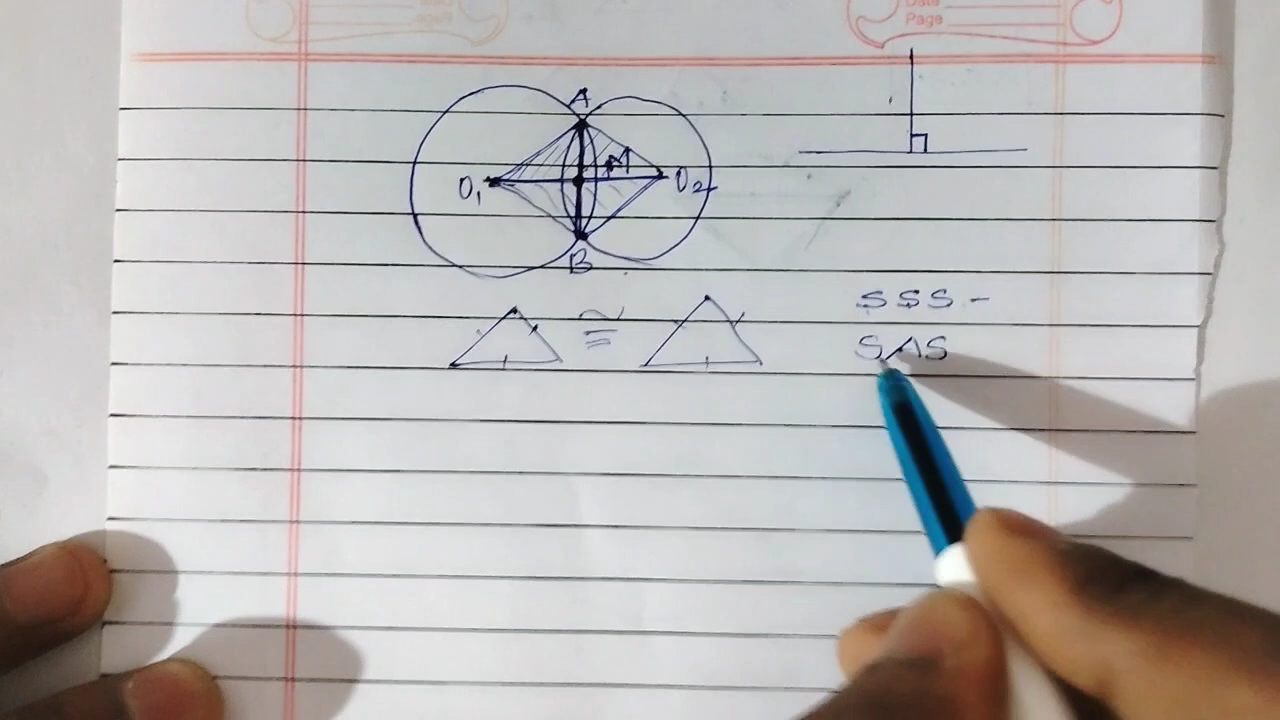 Date
Page
A
O₁ M O₂
B
≅
SSS -
SAS